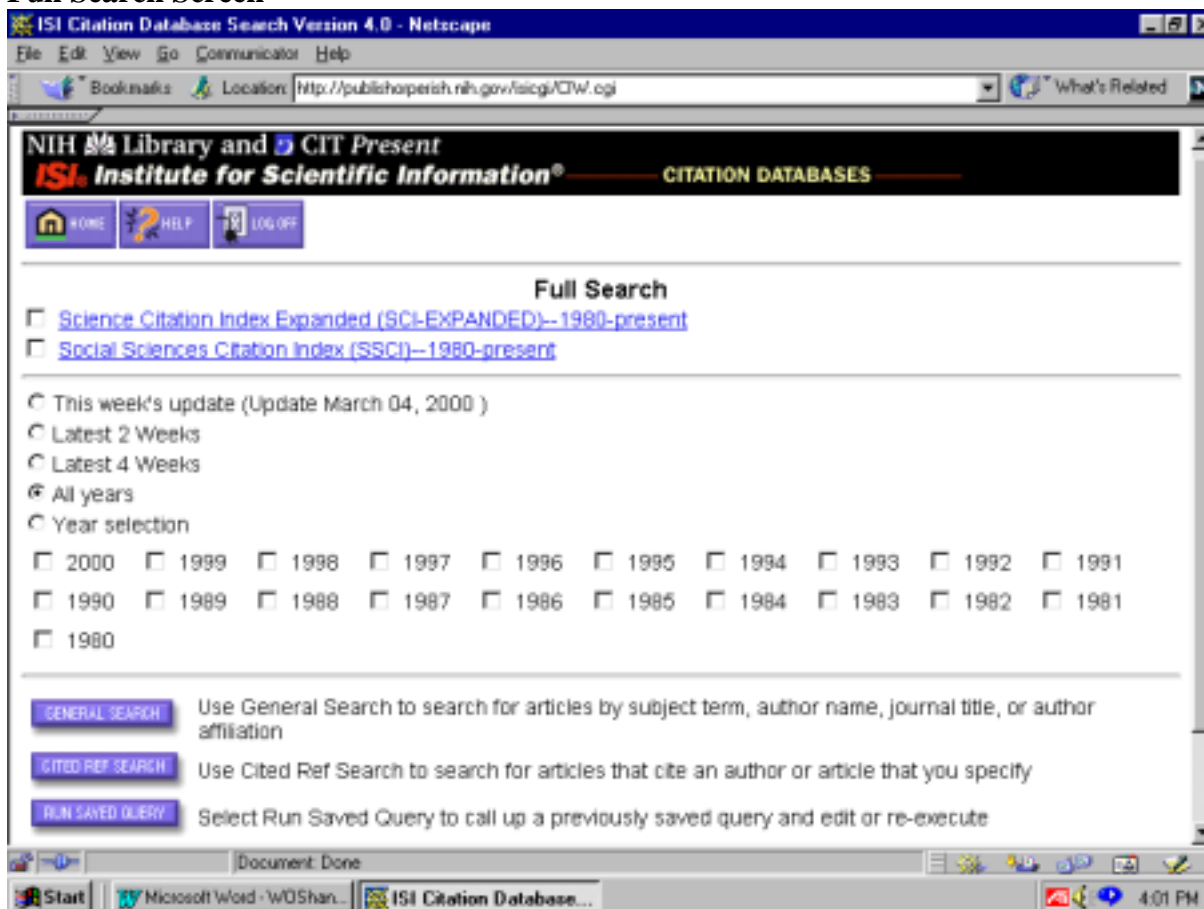 Full Search Screen
ISI Citation Database Search Version 4.0 - Netscape
File Edit View Go Communicator Help
Bookmarks Location: http://publishorperish.nih.gov/isicgi/CIW.cgi What's Related
NIH Library and CIT Present
ISI® Institute for Scientific Information® CITATION DATABASES
HOME HELP LOG OFF
Full Search
Science Citation Index Expanded (SCI-EXPANDED)--1980-present
Social Sciences Citation Index (SSCI)--1980-present
This week's update (Update March 04, 2000 )
Latest 2 Weeks
Latest 4 Weeks
All years
Year selection
2000 1999 1998 1997 1996 1995 1994 1993 1992 1991
1990 1989 1988 1987 1986 1985 1984 1983 1982 1981
1980
GENERAL SEARCH Use General Search to search for articles by subject term, author name, journal title, or author
affiliation
CITED REF SEARCH Use Cited Ref Search to search for articles that cite an author or article that you specify
RUN SAVED QUERY Select Run Saved Query to call up a previously saved query and edit or re-execute
Document: Done
Start Microsoft Word - WOShan... ISI Citation Database... 4:01 PM